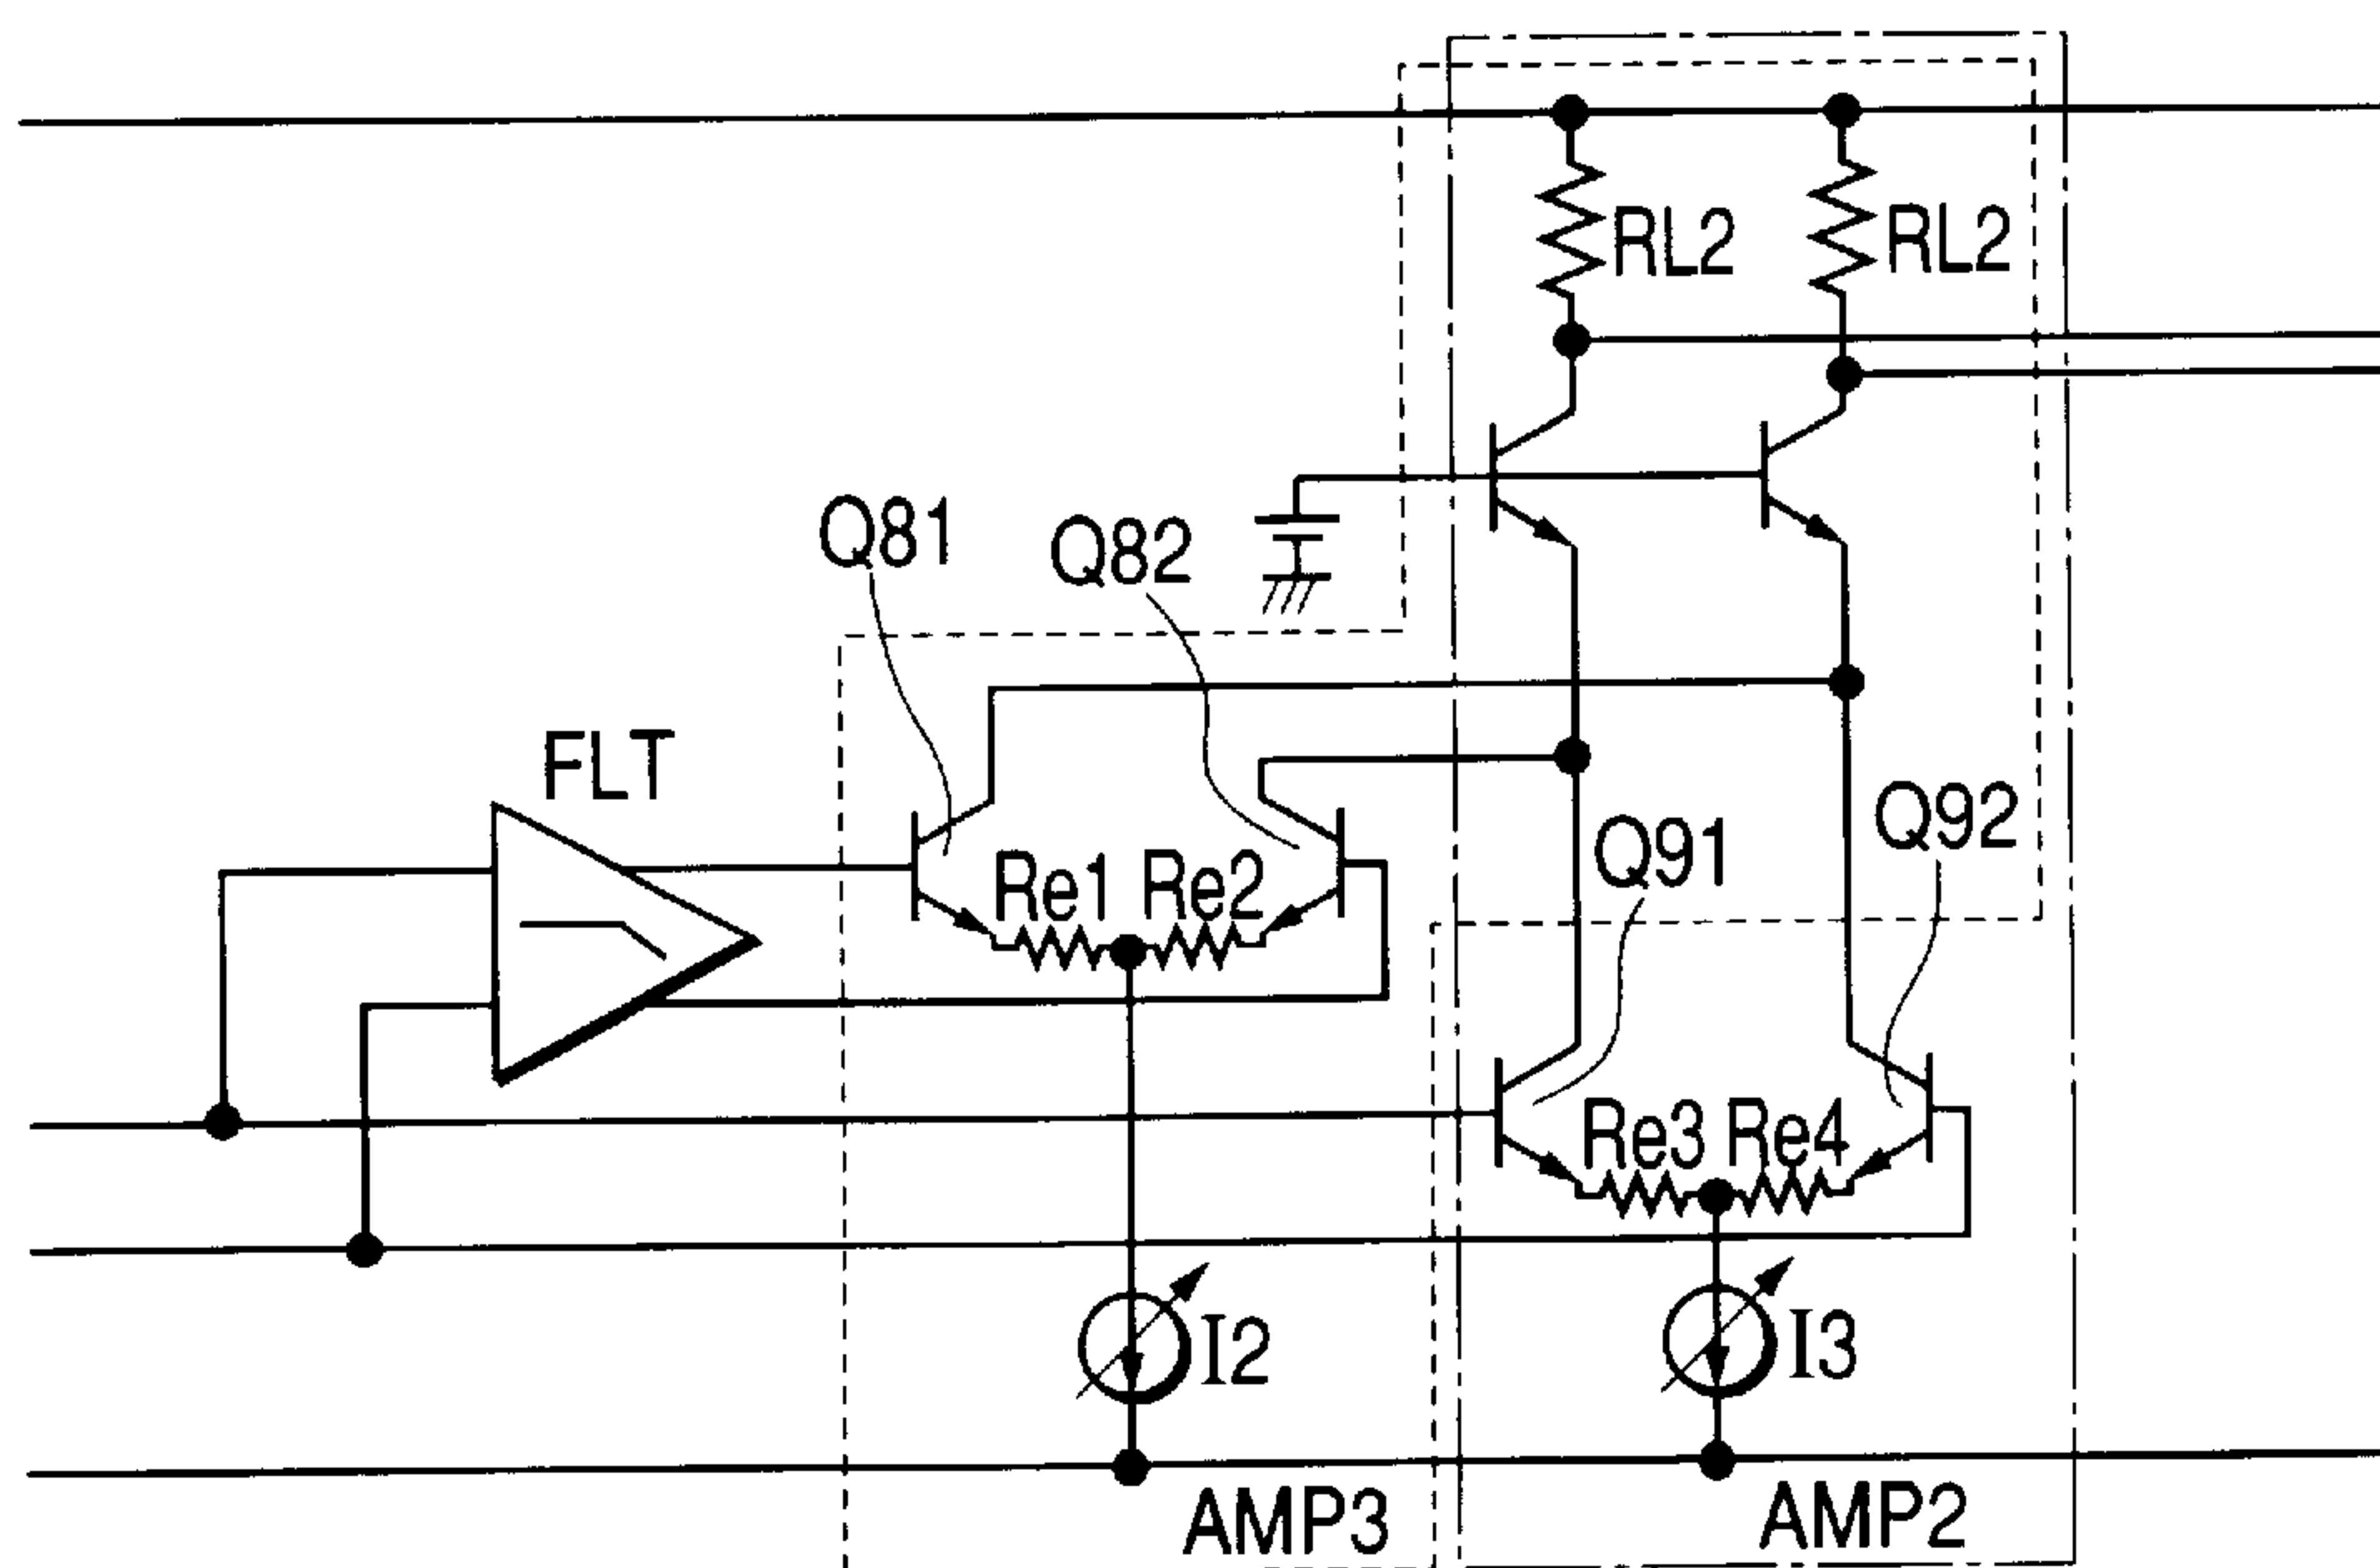 RL2
RL2
Q81
Q82
FLT
Q91
Q92
Re1
Re2
Re3
Re4
I2
I3
AMP3
AMP2